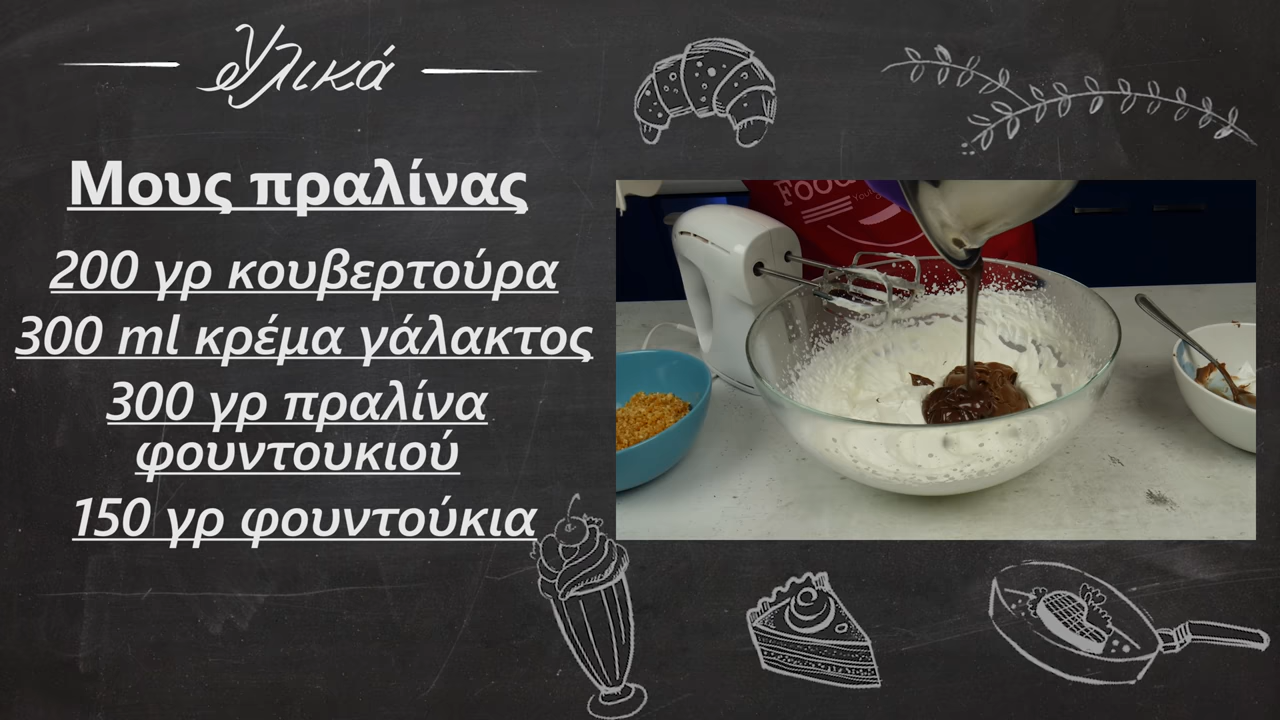 Υλικά
Μους πραλίνας
200 γρ κουβερτούρα
300 ml κρέμα γάλακτος
300 γρ πραλίνα
φουντουκιού
150 γρ φουντούκια